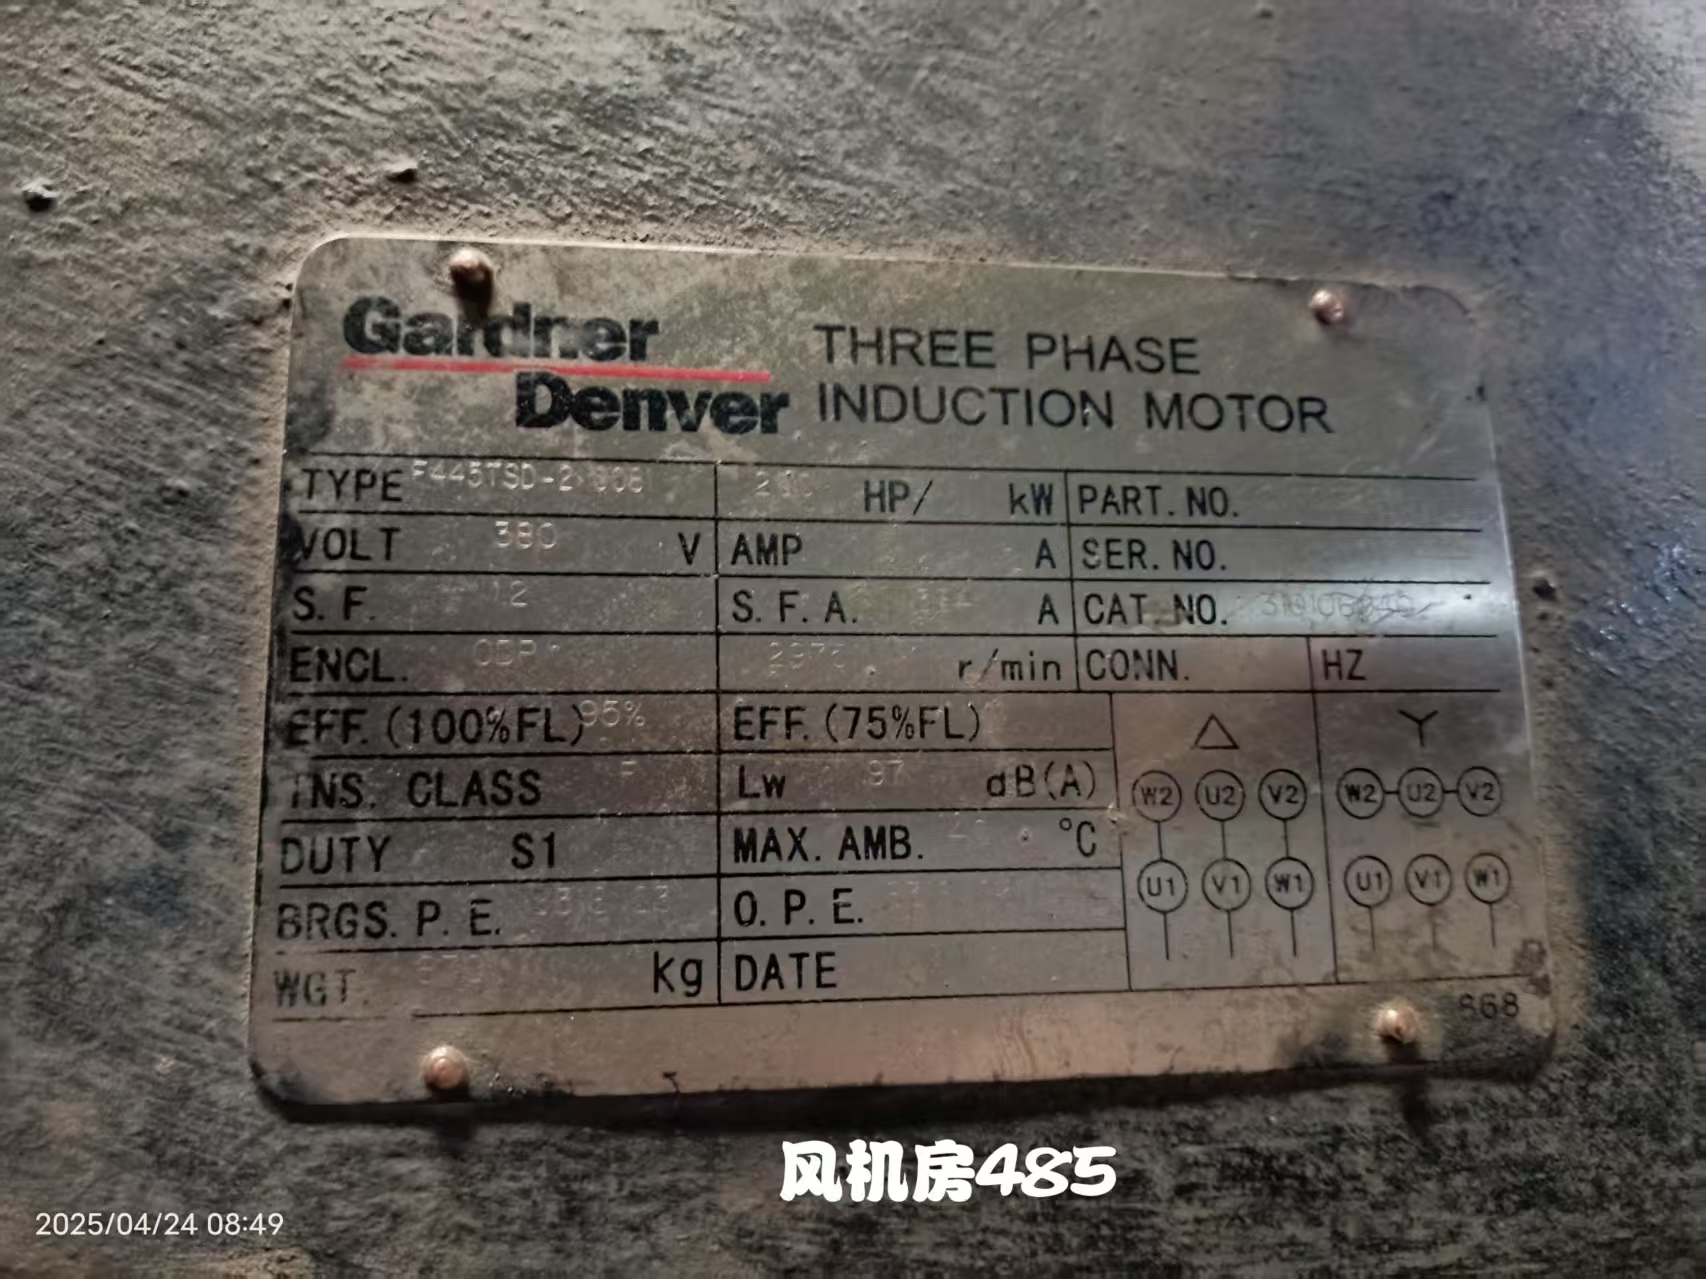 Gardner
Denver
THREE PHASE
INDUCTION MOTOR
TYPE HP/ kW PART. NO.
VOLT 380 V AMP A SER. NO.
S. F. S. F. A. A CAT. NO.
ENCL. ODP r/min CONN. HZ
EFF. (100%FL) 95% EFF. (75%FL)
INS. CLASS F Lw 97 dB(A)
DUTY S1 MAX. AMB. °C
BRGS. P. E. O. P. E.
WGT. kg DATE
△ Y
W2 U2 V2 W2 U2 V2
U1 V1 W1 U1 V1 W1
868
风机房485
2025/04/24 08:49